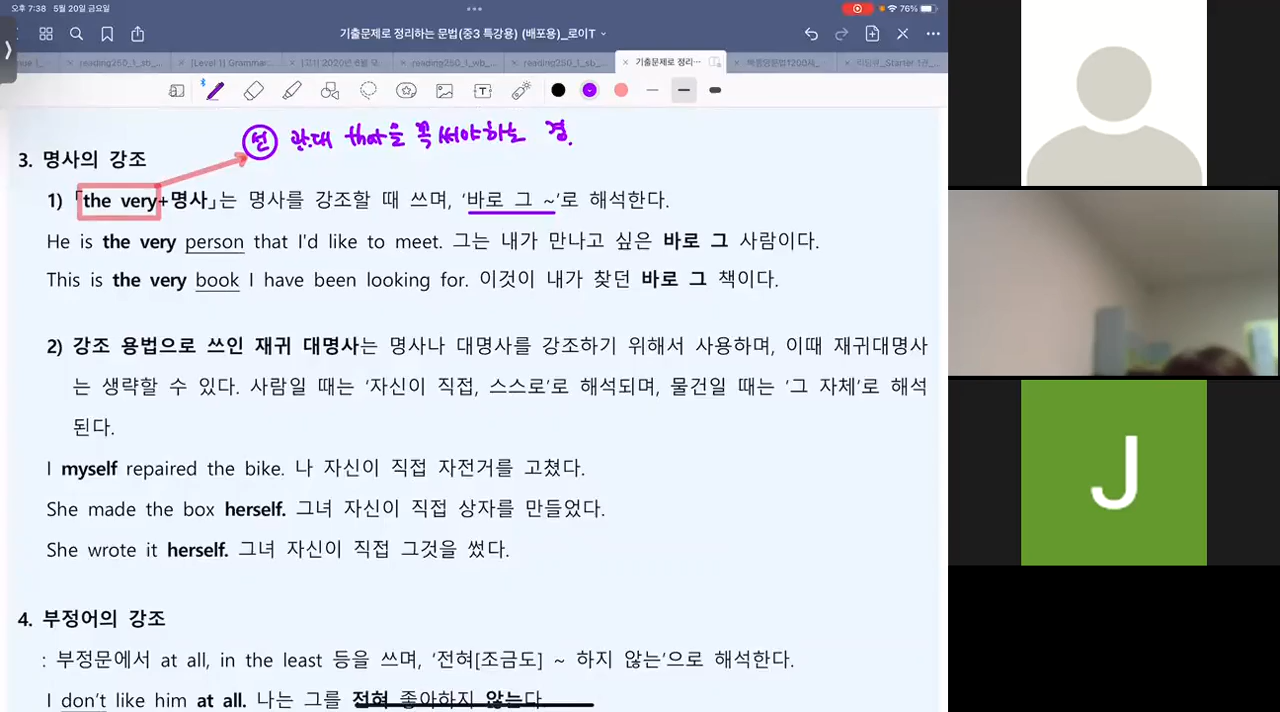 오후 7:38 5월 20일 금요일
76%
기출문제로 정리하는 문법(중3 특강용) (배포용)_로이T
reading250_1_sb_...
[Level 1] Grammar...
reading250_1_wb_...
reading250_1_sb_...
기출문제로 정리...
선 관대 that을 꼭 써야하는 경.
3. 명사의 강조
1) 「the very+명사」는 명사를 강조할 때 쓰며, ‘바로 그 ~’로 해석한다.
He is the very person that I'd like to meet. 그는 내가 만나고 싶은 바로 그 사람이다.
This is the very book I have been looking for. 이것이 내가 찾던 바로 그 책이다.
2) 강조 용법으로 쓰인 재귀 대명사는 명사나 대명사를 강조하기 위해서 사용하며, 이때 재귀대명사
는 생략할 수 있다. 사람일 때는 ‘자신이 직접, 스스로’로 해석되며, 물건일 때는 ‘그 자체’로 해석
된다.
I myself repaired the bike. 나 자신이 직접 자전거를 고쳤다.
She made the box herself. 그녀 자신이 직접 상자를 만들었다.
She wrote it herself. 그녀 자신이 직접 그것을 썼다.
4. 부정어의 강조
: 부정문에서 at all, in the least 등을 쓰며, ‘전혀[조금도] ~ 하지 않는’으로 해석한다.
I don’t like him at all. 나는 그를 전혀 좋아하지 않는다.
J